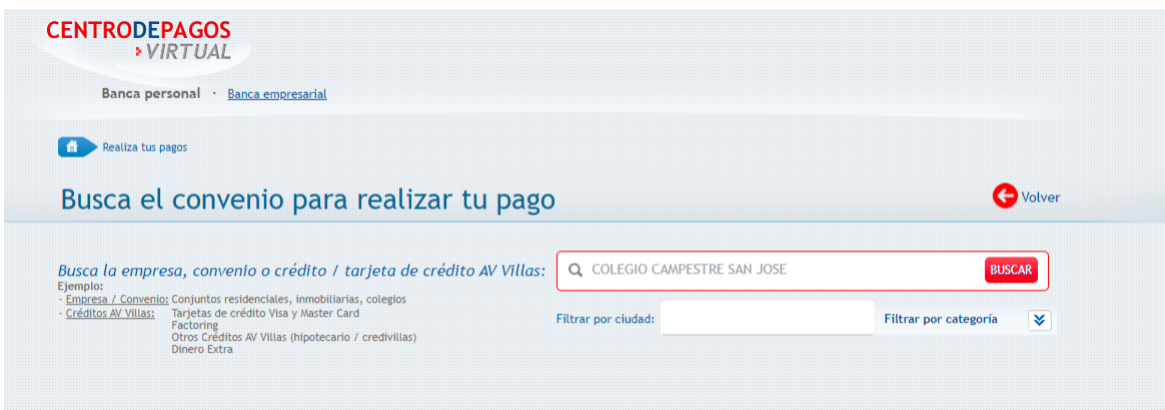 CENTRODEPAGOS
VIRTUAL
Banca personal · Banca empresarial
Realiza tus pagos
Busca el convenio para realizar tu pago
Volver
Busca la empresa, convenio o crédito / tarjeta de crédito AV Villas:
COLEGIO CAMPESTRE SAN JOSE
BUSCAR
Ejemplo:
- Empresa / Convenio: Conjuntos residenciales, inmobiliarias, colegios
- Créditos AV Villas: Tarjetas de crédito Visa y Master Card
Factoring
Otros Créditos AV Villas (hipotecario / credivillas)
Dinero Extra
Filtrar por ciudad:
Filtrar por categoría